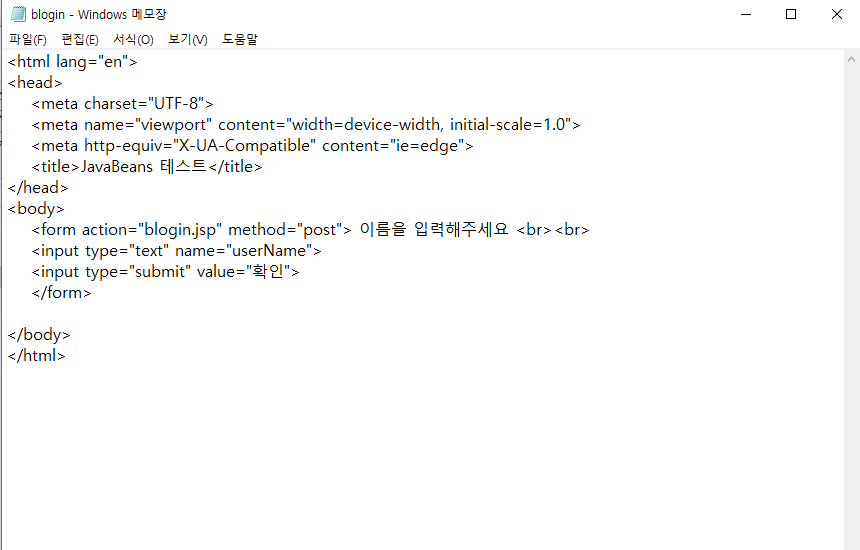 blogin - Windows 메모장
파일(F) 편집(E) 서식(O) 보기(V) 도움말
<html lang="en">
<head>
<meta charset="UTF-8">
<meta name="viewport" content="width=device-width, initial-scale=1.0">
<meta http-equiv="X-UA-Compatible" content="ie=edge">
<title>JavaBeans 테스트</title>
</head>
<body>
<form action="blogin.jsp" method="post"> 이름을 입력해주세요 <br><br>
<input type="text" name="userName">
<input type="submit" value="확인">
</form>
</body>
</html>